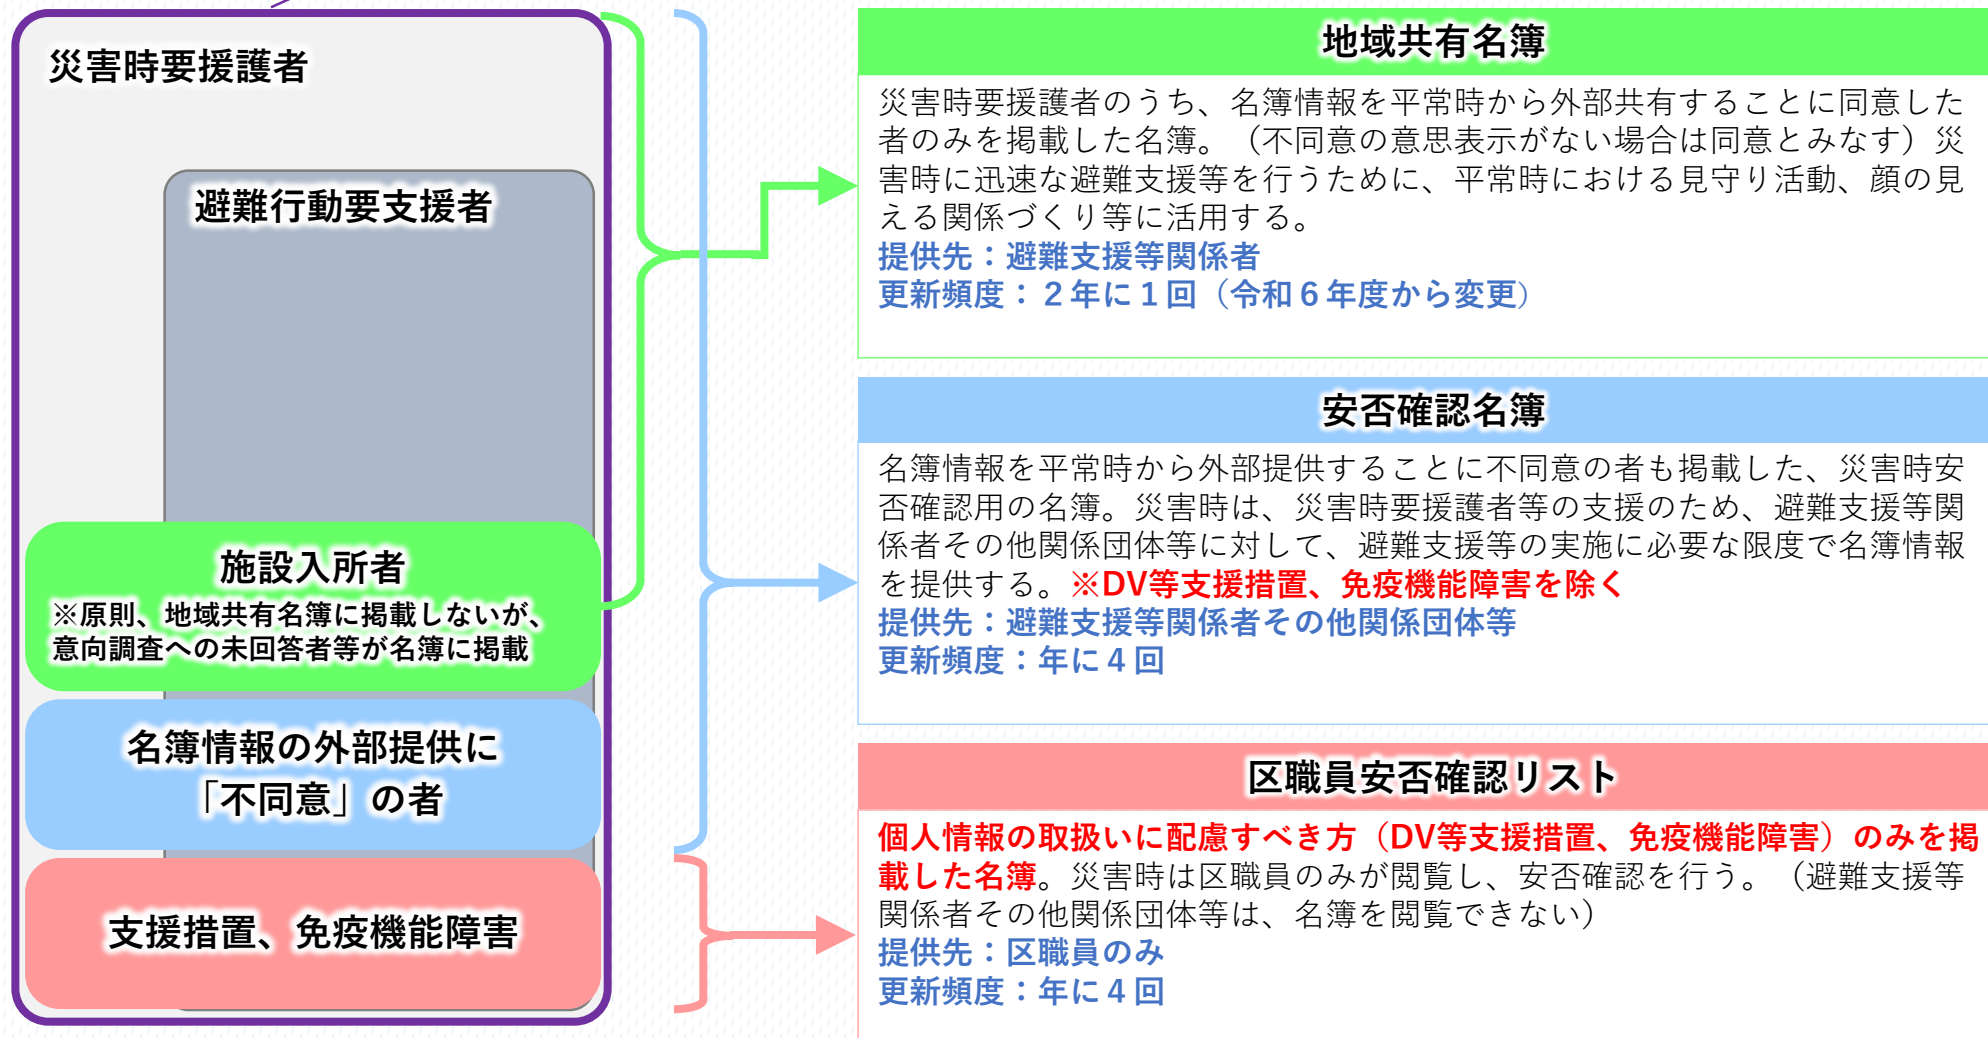 災害時要援護者
避難行動要支援者
施設入所者
※原則、地域共有名簿に掲載しないが、
意向調査への未回答者等が名簿に掲載
名簿情報の外部提供に
「不同意」の者
支援措置、免疫機能障害
地域共有名簿
災害時要援護者のうち、名簿情報を平常時から外部共有することに同意した
者のみを掲載した名簿。（不同意の意思表示がない場合は同意とみなす）災
害時に迅速な避難支援等を行うために、平常時における見守り活動、顔の見
える関係づくり等に活用する。
提供先：避難支援等関係者
更新頻度：２年に１回（令和６年度から変更）
安否確認名簿
名簿情報を平常時から外部提供することに不同意の者も掲載した、災害時安
否確認用の名簿。災害時は、災害時要援護者等の支援のため、避難支援等関
係者その他関係団体等に対して、避難支援等の実施に必要な限度で名簿情報
を提供する。※DV等支援措置、免疫機能障害を除く
提供先：避難支援等関係者その他関係団体等
更新頻度：年に４回
区職員安否確認リスト
個人情報の取扱いに配慮すべき方（DV等支援措置、免疫機能障害）のみを掲
載した名簿。災害時は区職員のみが閲覧し、安否確認を行う。（避難支援等
関係者その他関係団体等は、名簿を閲覧できない）
提供先：区職員のみ
更新頻度：年に４回